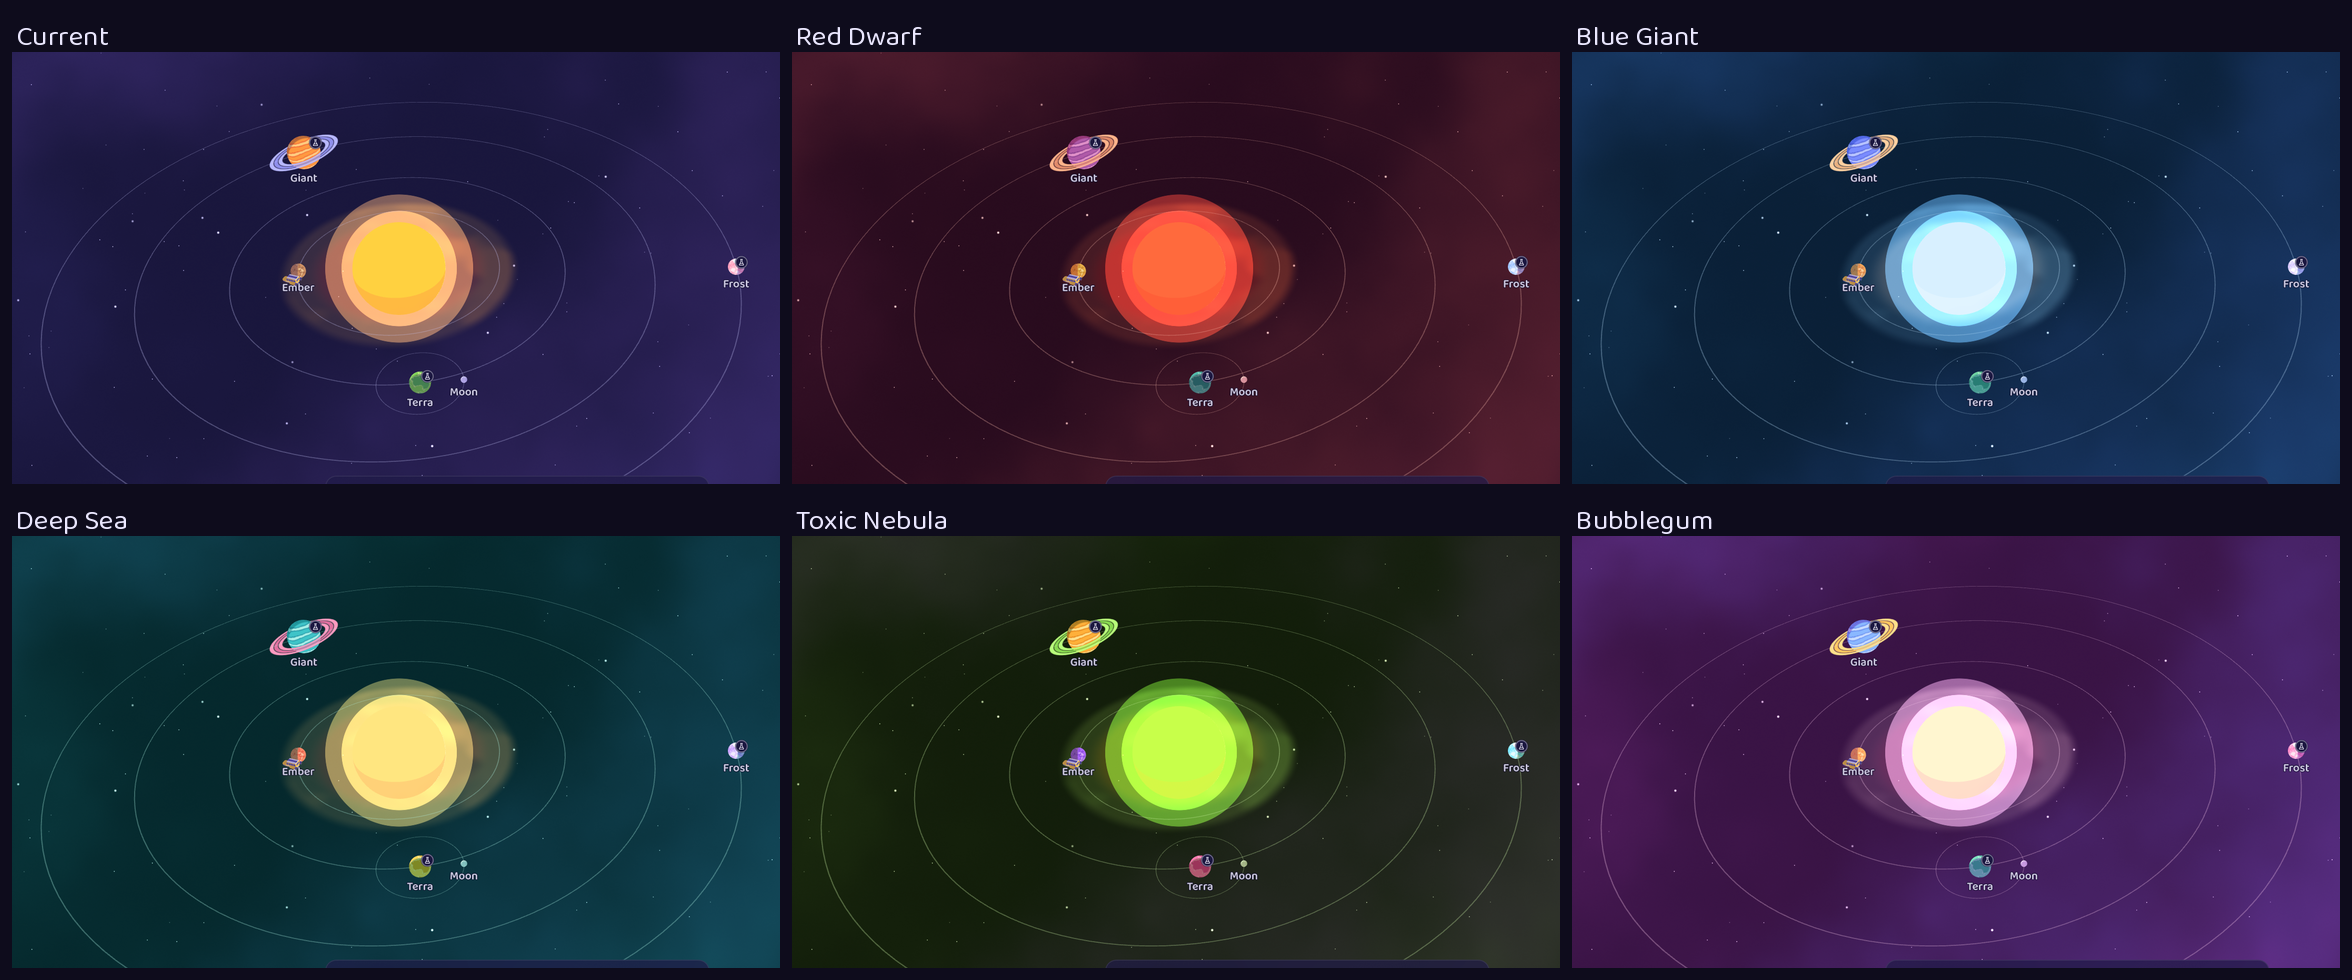 Current
Giant
Ember
Frost
Terra
Moon
Red Dwarf
Giant
Ember
Frost
Terra
Moon
Blue Giant
Giant
Ember
Frost
Terra
Moon
Deep Sea
Giant
Ember
Frost
Terra
Moon
Toxic Nebula
Giant
Ember
Frost
Terra
Moon
Bubblegum
Giant
Ember
Frost
Terra
Moon